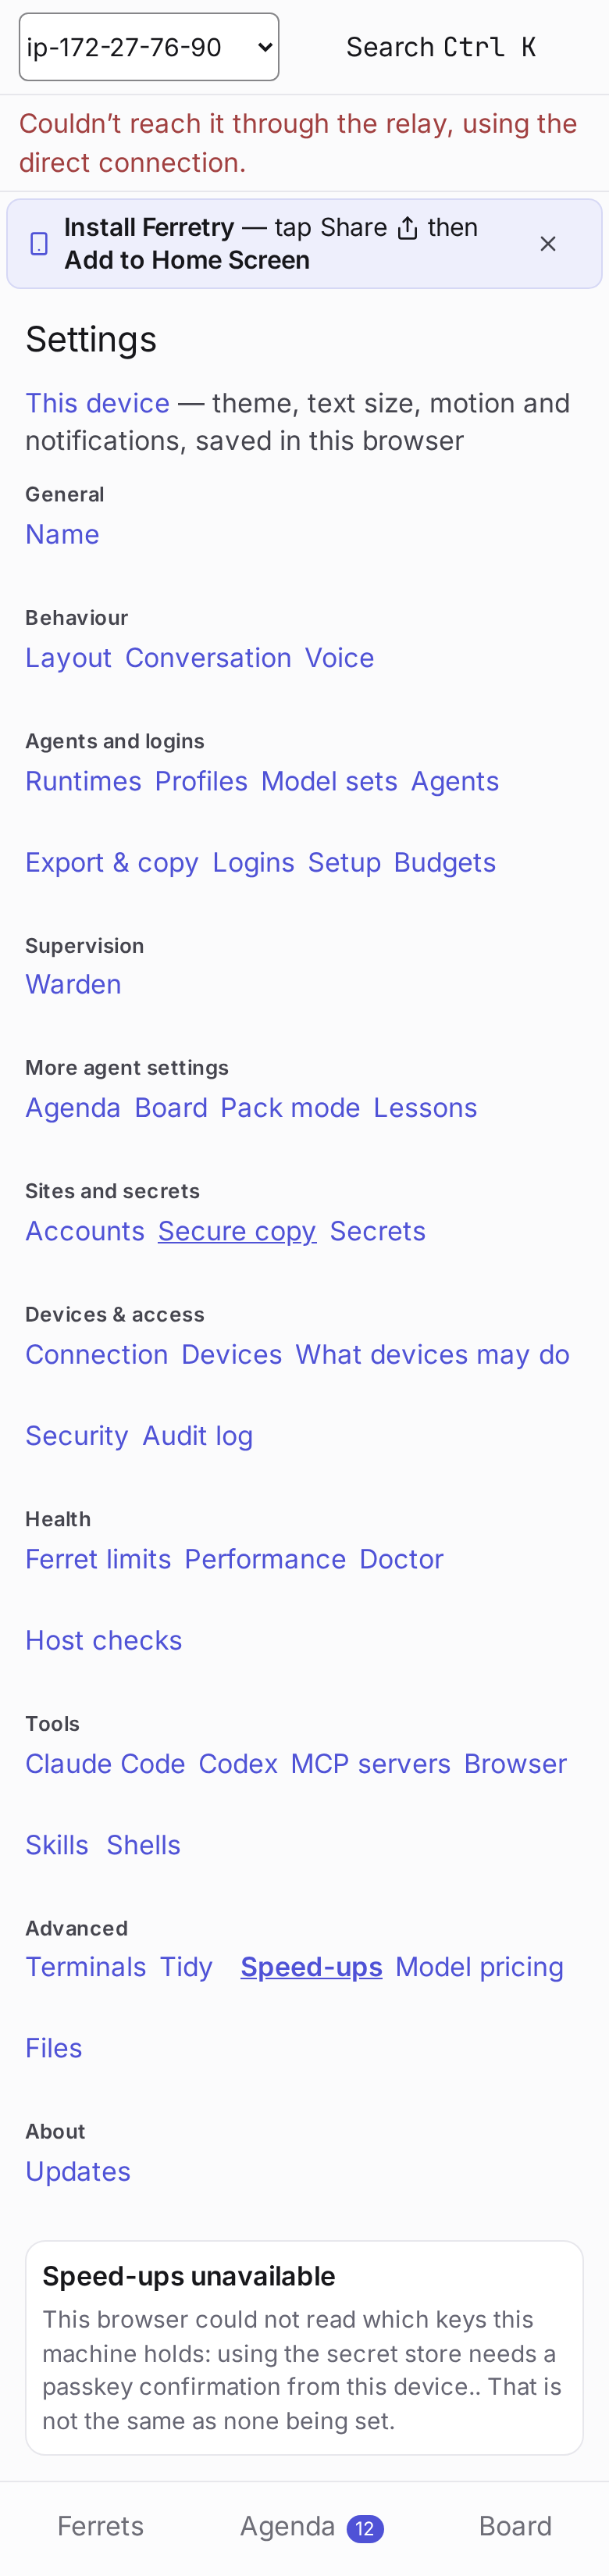 ip-172-27-76-90
Search Ctrl K
Couldn’t reach it through the relay, using the
direct connection.
Install Ferretry — tap Share then
Add to Home Screen
Settings
This device — theme, text size, motion and
notifications, saved in this browser
General
Name
Behaviour
Layout Conversation Voice
Agents and logins
Runtimes Profiles Model sets Agents
Export & copy Logins Setup Budgets
Supervision
Warden
More agent settings
Agenda Board Pack mode Lessons
Sites and secrets
Accounts Secure copy Secrets
Devices & access
Connection Devices What devices may do
Security Audit log
Health
Ferret limits Performance Doctor
Host checks
Tools
Claude Code Codex MCP servers Browser
Skills Shells
Advanced
Terminals Tidy Speed-ups Model pricing
Files
About
Updates
Speed-ups unavailable
This browser could not read which keys this
machine holds: using the secret store needs a
passkey confirmation from this device.. That is
not the same as none being set.
Ferrets Agenda 12 Board